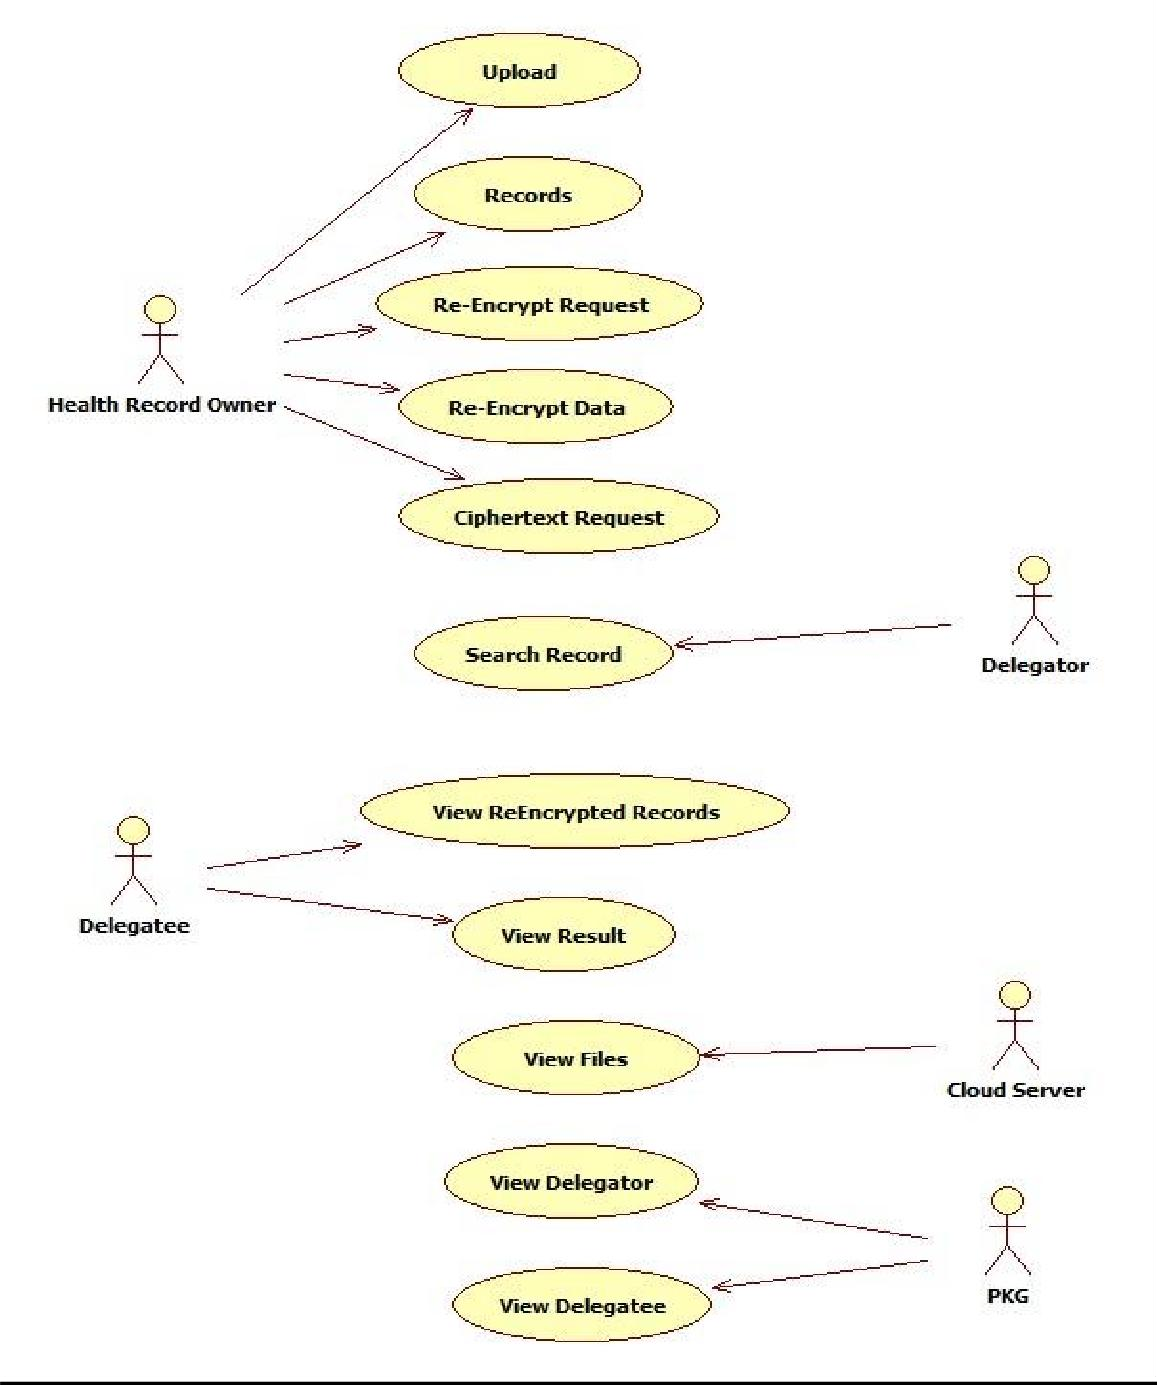 Upload
Records
Re-Encrypt Request
Health Record Owner
Re-Encrypt Data
Ciphertext Request
Search Record
Delegator
View ReEncrypted Records
Delegatee
View Result
View Files
Cloud Server
View Delegator
PKG
View Delegatee